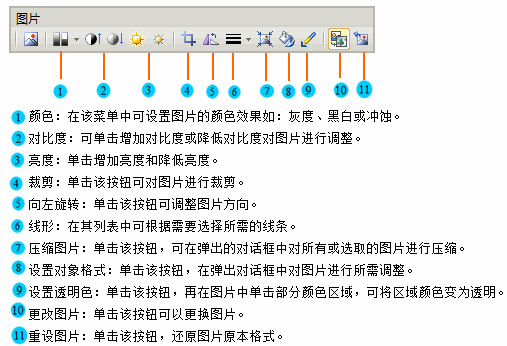 图片
1 2 3 4 5 6 7 8 9 10 11
1 颜色：在该菜单中可设置图片的颜色效果如：灰度、黑白或冲蚀。
2 对比度：可单击增加对比度或降低对比度对图片进行调整。
3 亮度：单击增加亮度和降低亮度。
4 裁剪：单击该按钮可对图片进行裁剪。
5 向左旋转：单击该按钮可调整图片方向。
6 线形：在其列表中可根据需要选择所需的线条。
7 压缩图片：单击该按钮，可在弹出的对话框中对所有或选取的图片进行压缩。
8 设置对象格式：单击该按钮，在弹出对话框中对图片进行所需调整。
9 设置透明色：单击该按钮，再在图片中单击部分颜色区域，可将区域颜色变为透明。
10 更改图片：单击该按钮可以更换图片。
11 重设图片：单击该按钮，还原图片原本格式。